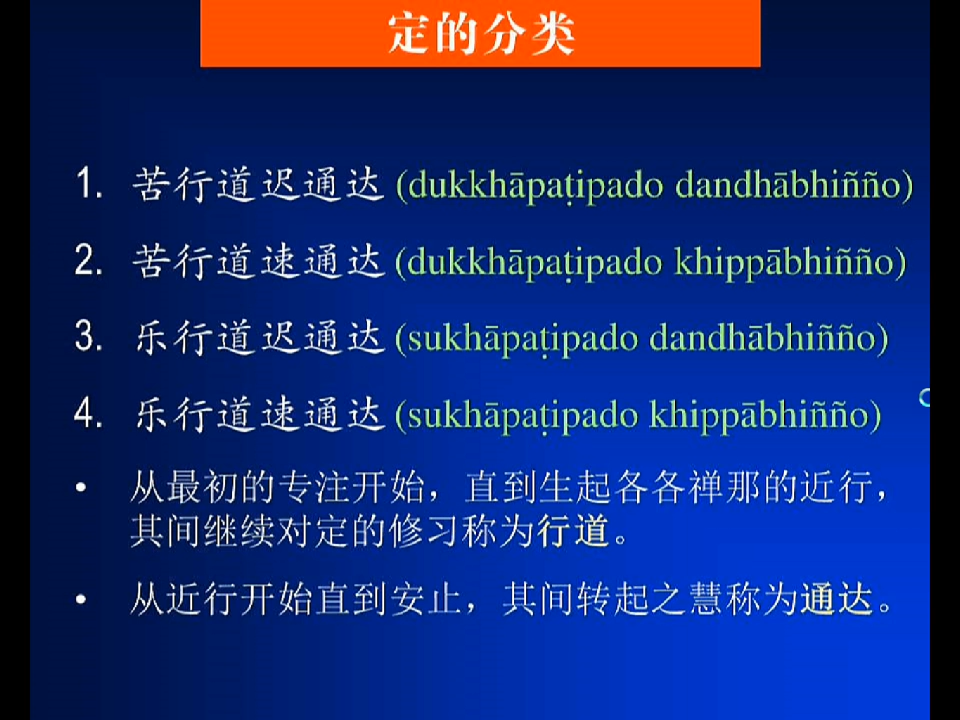 定的分类
1. 苦行道迟通达 (dukkhāpaṭipado dandhābhiñño)
2. 苦行道速通达 (dukkhāpaṭipado khippābhiñño)
3. 乐行道迟通达 (sukhāpaṭipado dandhābhiñño)
4. 乐行道速通达 (sukhāpaṭipado khippābhiñño)
• 从最初的专注开始，直到生起各各禅那的近行，
其间继续对定的修习称为行道。
• 从近行开始直到安止，其间转起之慧称为通达。